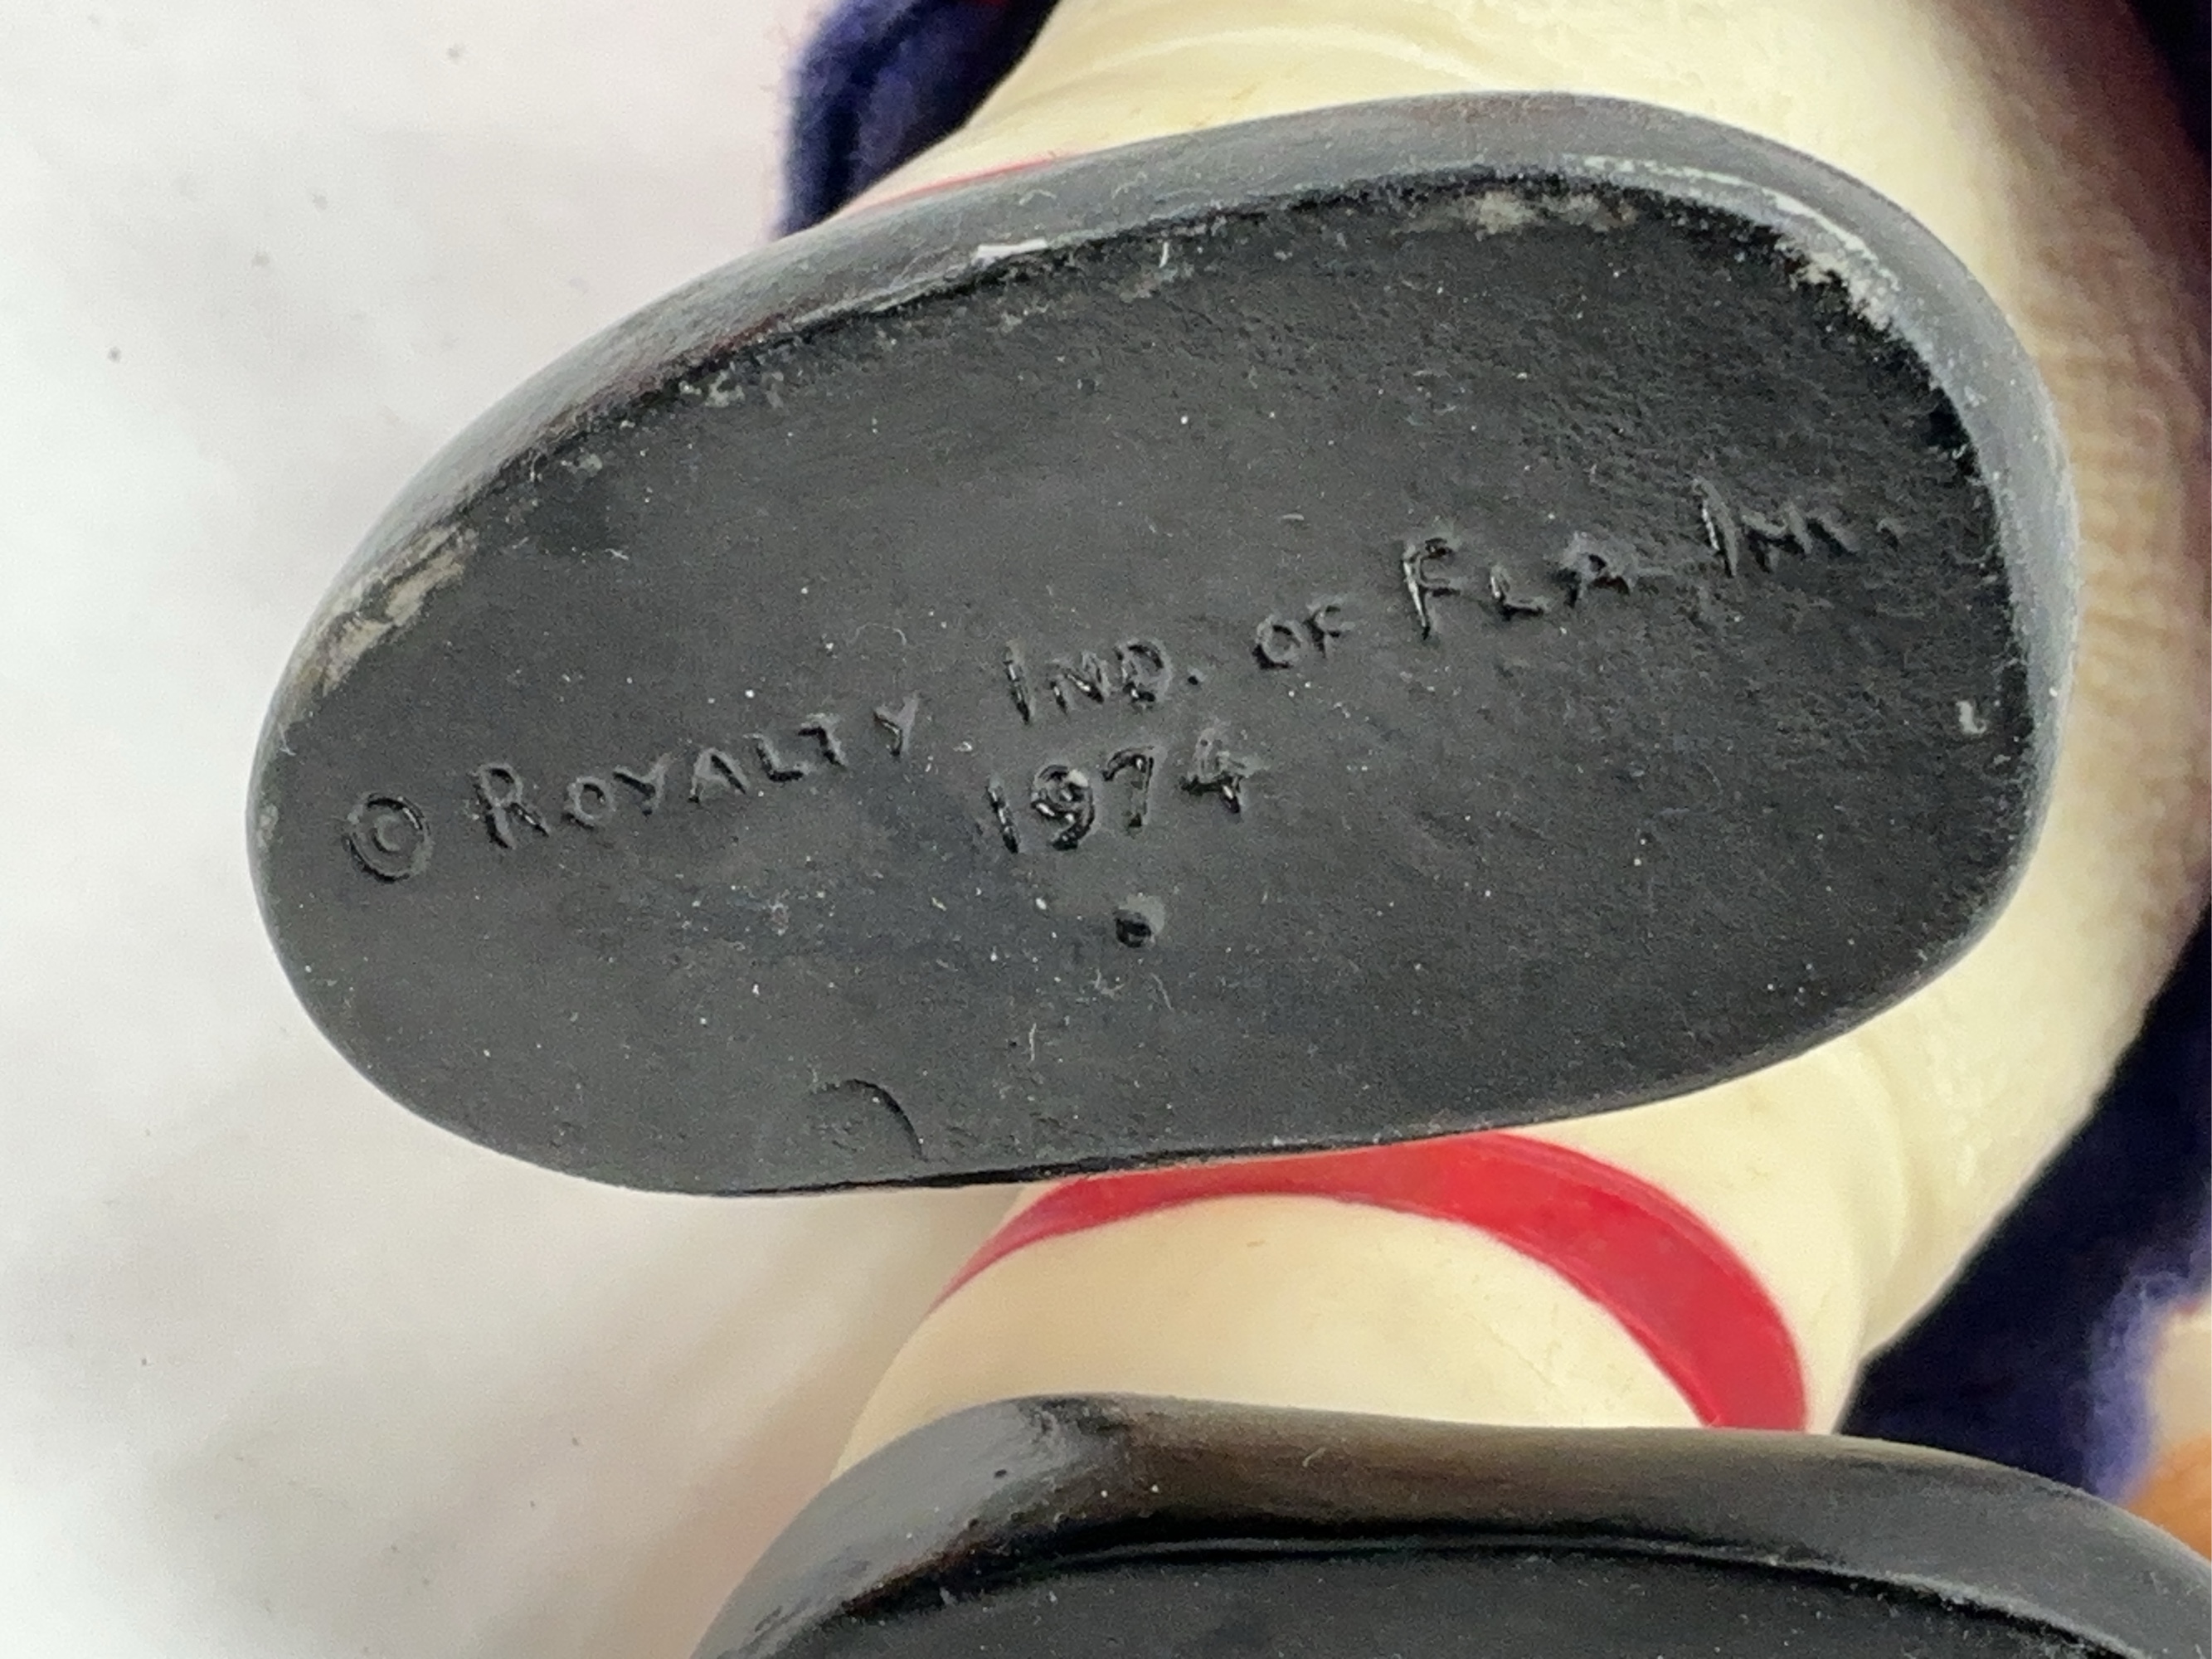 © ROYALTY IND. OF FLA INC.
1974